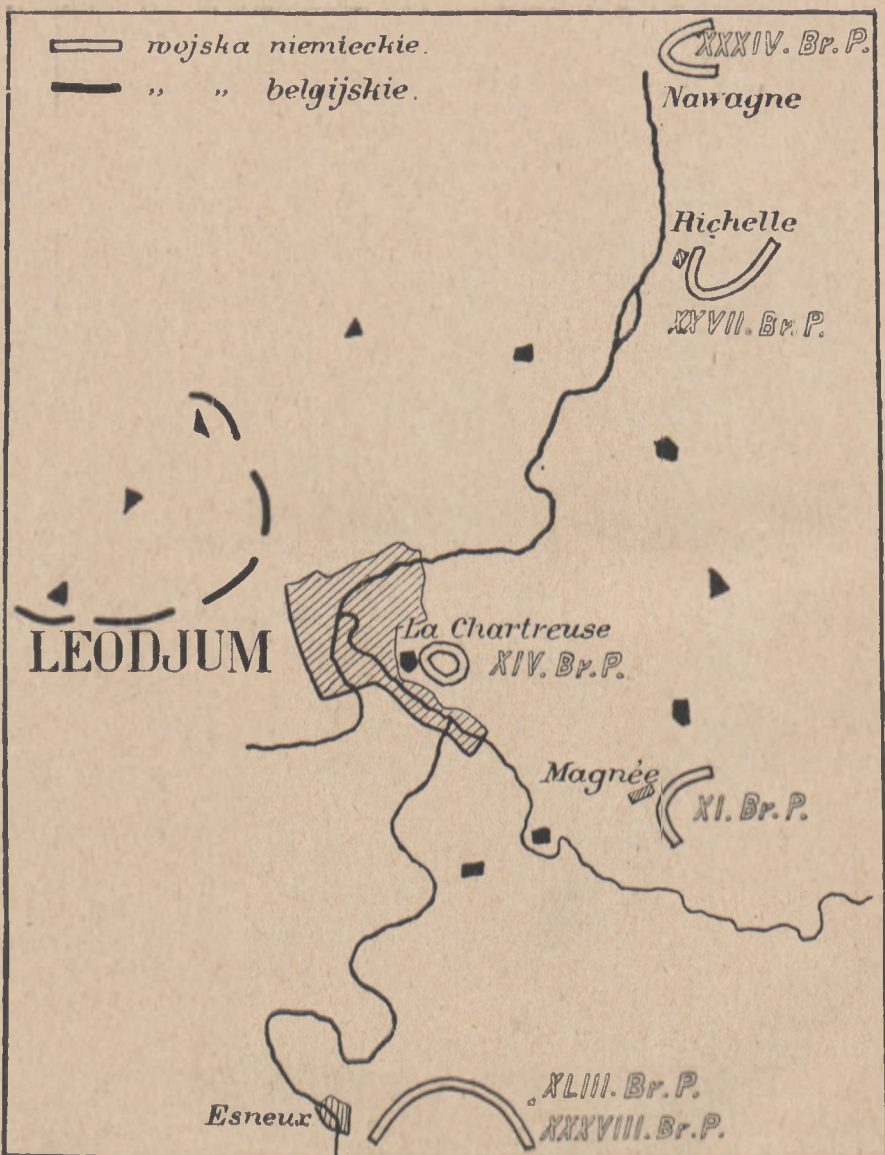 wojska niemieckie.
„ „ belgijskie.
XXXIV. Br. P.
Nawagne
Richelle
XXVII. Br. P.
La Chartreuse
LEODJUM
XIV. Br. P.
Magnée
XI. Br. P.
XLIII. Br. P.
Esneux
XXXVIII. Br. P.